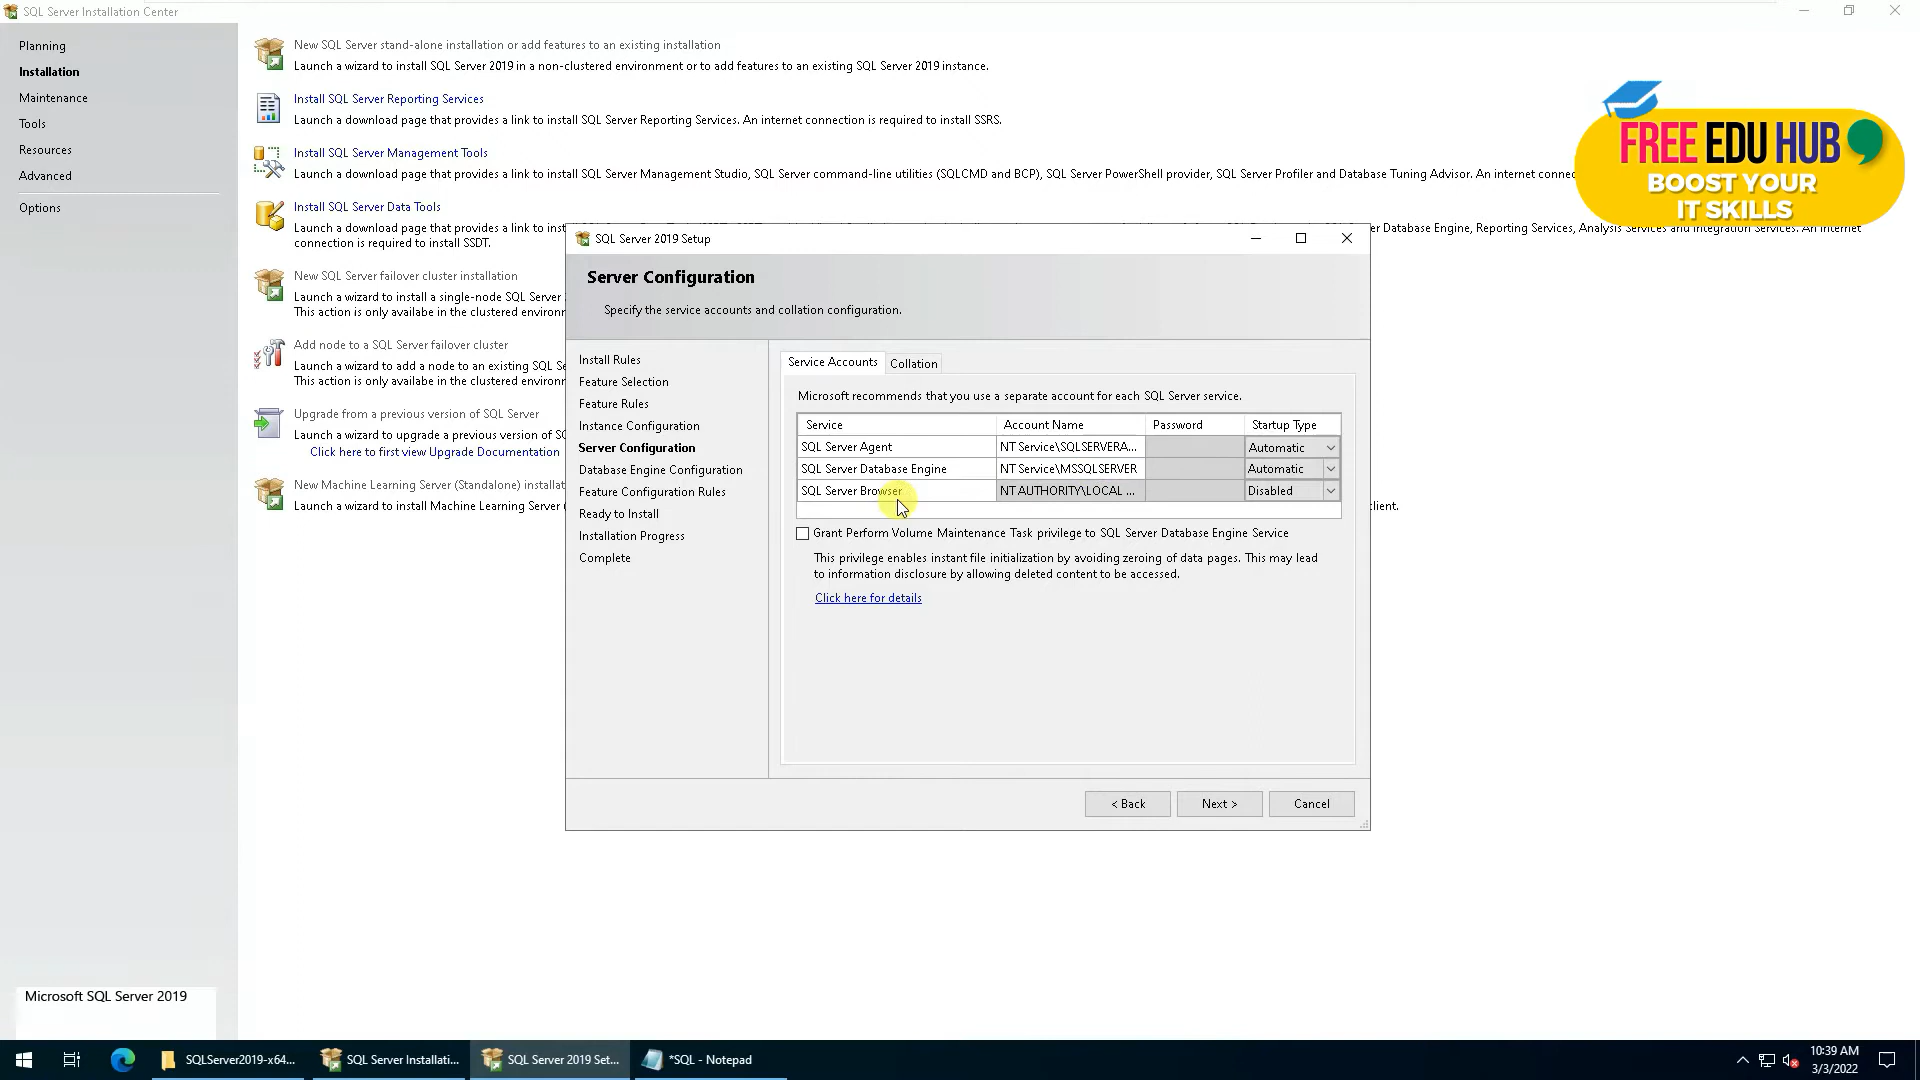 SQL Server Installation Center
Planning
Installation
Maintenance
Tools
Resources
Advanced
Options
Microsoft SQL Server 2019
New SQL Server stand-alone installation or add features to an existing installation
Launch a wizard to install SQL Server 2019 in a non-clustered environment or to add features to an existing SQL Server 2019 instance.
Install SQL Server Reporting Services
Launch a download page that provides a link to install SQL Server Reporting Services. An internet connection is required to install SSRS.
Install SQL Server Management Tools
Launch a download page that provides a link to install SQL Server Management Studio, SQL Server command-line utilities (SQLCMD and BCP), SQL Server PowerShell provider, SQL Server Profiler and Database Tuning Advisor. An internet
Install SQL Server Data Tools
Launch a download page that provides a link to
Database Engine, Reporting Services, Analysis Services and Integration Services. An internet
connection is required to install SSDT.
New SQL Server failover cluster installation
Launch a wizard to install a single-node SQL Server
This action is only availabe in the clustered
Add node to a SQL Server failover cluster
Launch a wizard to add a node to an existing SQL
This action is only availabe in the clustered
Upgrade from a previous version of SQL Server
Launch a wizard to upgrade a previous version of
Click here to first view Upgrade Documentation
New Machine Learning Server (Standalone)
Launch a wizard to install Machine Learning Server
client.
FREE EDU HUB
BOOST YOUR
IT SKILLS
SQL Server 2019 Setup
Server Configuration
Specify the service accounts and collation configuration.
Install Rules
Feature Selection
Feature Rules
Instance Configuration
Server Configuration
Database Engine Configuration
Feature Configuration Rules
Ready to Install
Installation Progress
Complete
Service Accounts Collation
Microsoft recommends that you use a separate account for each SQL Server service.
Service Account Name Password Startup Type
SQL Server Agent NT Service\SQLSERVERA... Automatic
SQL Server Database Engine NT Service\MSSQLSERVER Automatic
SQL Server Browser NT AUTHORITY\LOCAL ... Disabled
Grant Perform Volume Maintenance Task privilege to SQL Server Database Engine Service
This privilege enables instant file initialization by avoiding zeroing of data pages. This may lead
to information disclosure by allowing deleted content to be accessed.
Click here for details
< Back Next > Cancel
SQLServer2019-x64... SQL Server Installati... SQL Server 2019 Set... *SQL - Notepad
10:39 AM
3/3/2022